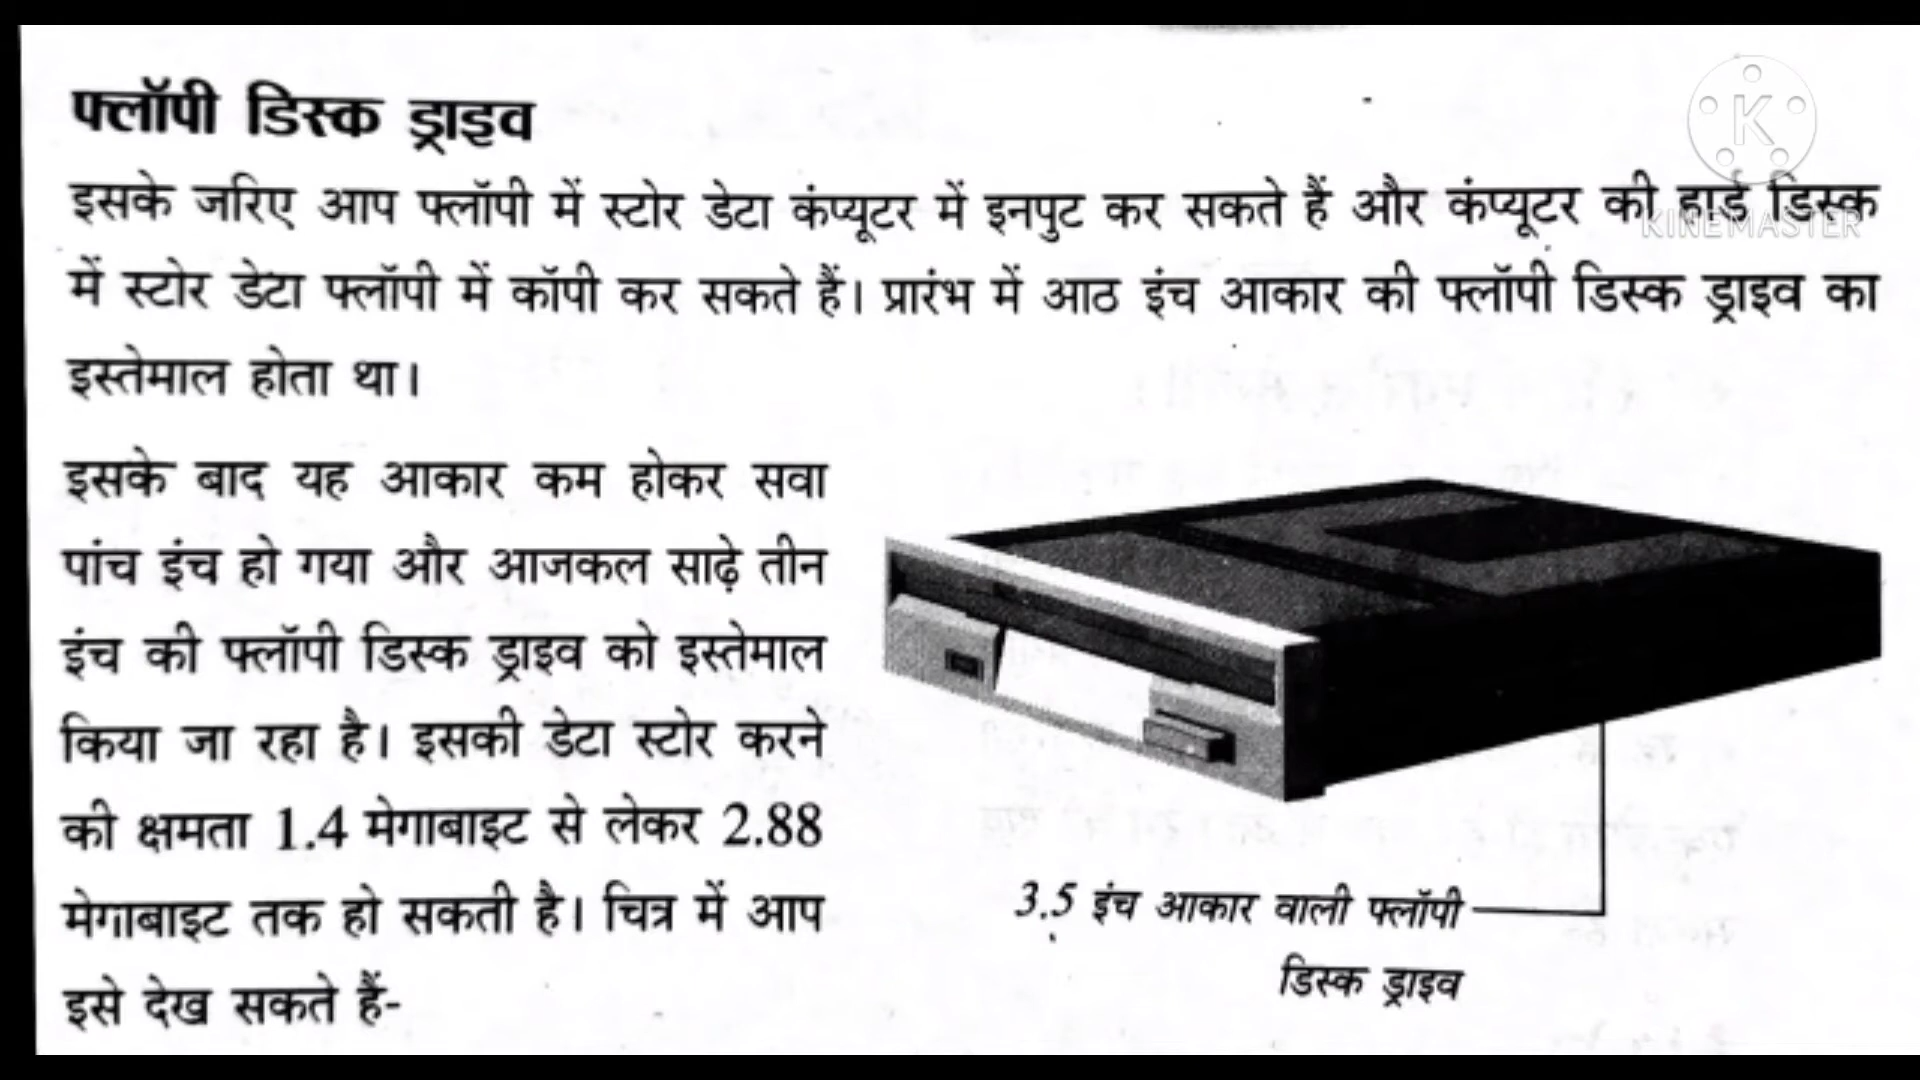 फ्लॉपी डिस्क ड्राइव
इसके जरिए आप फ्लॉपी में स्टोर डेटा कंप्यूटर में इनपुट कर सकते हैं और कंप्यूटर की हार्ड डिस्क
KINEMASTER
में स्टोर डेटा फ्लॉपी में कॉपी कर सकते हैं। प्रारंभ में आठ इंच आकार की फ्लॉपी डिस्क ड्राइव का
इस्तेमाल होता था।
इसके बाद यह आकार कम होकर सवा
पांच इंच हो गया और आजकल साढ़े तीन
इंच की फ्लॉपी डिस्क ड्राइव को इस्तेमाल
किया जा रहा है। इसकी डेटा स्टोर करने
की क्षमता 1.4 मेगाबाइट से लेकर 2.88
मेगाबाइट तक हो सकती है। चित्र में आप
इसे देख सकते हैं-
3.5 इंच आकार वाली फ्लॉपी
डिस्क ड्राइव
K